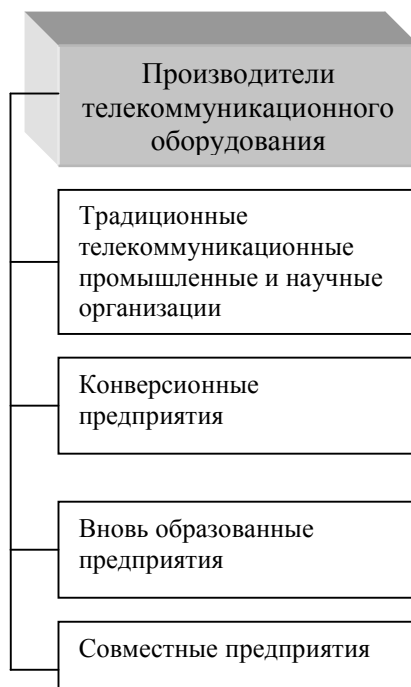 Производители
телекоммуникационного
оборудования
Традиционные
телекоммуникационные
промышленные и научные
организации
Конверсионные
предприятия
Вновь образованные
предприятия
Совместные предприятия